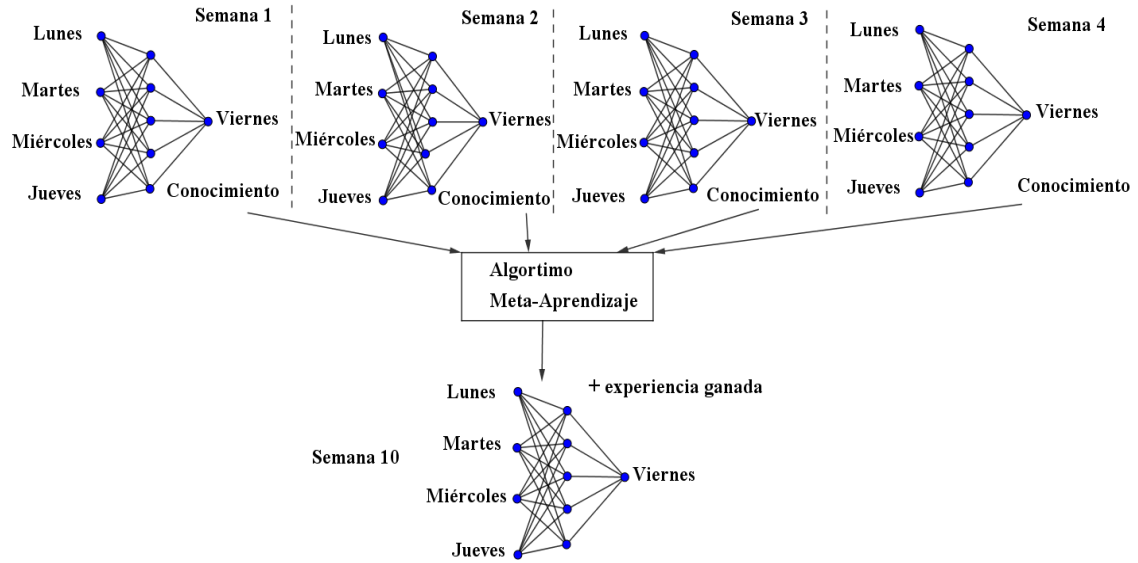 Semana 1
Lunes
Martes
Miércoles
Jueves
Viernes
Conocimiento
Semana 2
Lunes
Martes
Miércoles
Jueves
Viernes
Conocimiento
Semana 3
Lunes
Martes
Miércoles
Jueves
Viernes
Conocimiento
Semana 4
Lunes
Martes
Miércoles
Jueves
Viernes
Conocimiento
Algortimo
Meta-Aprendizaje
+ experiencia ganada
Semana 10
Lunes
Martes
Miércoles
Jueves
Viernes